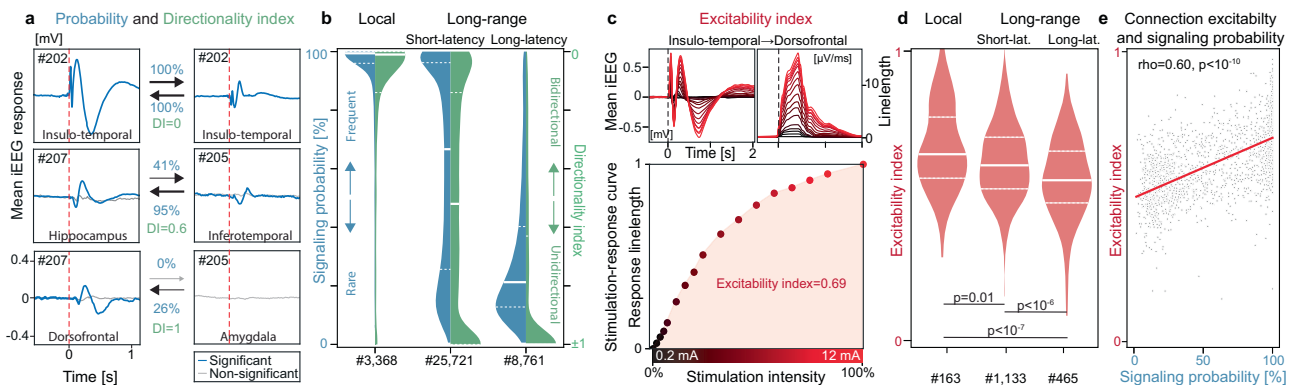 a Probability and Directionality index
[mV]
Mean iEEG response
#202
Insulo-temporal
100%
100%
DI=0
#202
Insulo-temporal
#207
Hippocampus
41%
95%
DI=0.6
#205
Inferotemporal
0.4
0
-0.4
#207
Dorsofrontal
0%
26%
DI=1
#205
Amygdala
0 1
Time [s]
Significant
Non-significant
b Local Long-range
Short-latency Long-latency
100
0
Signaling probability [%]
Frequent
Rare
0
±1
Directionality index
Bidirectional
Unidirectional
#3,368 #25,721 #8,761
c Excitability index
Insulo-temporal→Dorsofrontal
Mean iEEG
0.5
0
-0.5
[mV]
0 2
Time [s]
[µV/ms]
10
0
Linelength
Stimulation-response curve
Response linelength
1
0
Excitability index=0.69
0.2 mA 12 mA
0% 100%
Stimulation intensity
d Local Long-range
Short-lat. Long-lat.
Excitability index
1
0
p=0.01
p<10⁻⁶
p<10⁻⁷
#163 #1,133 #465
e Connection excitabiliy
and signaling probability
rho=0.60, p<10⁻¹⁰
Excitability index
1
0
0 50 100
Signaling probability [%]